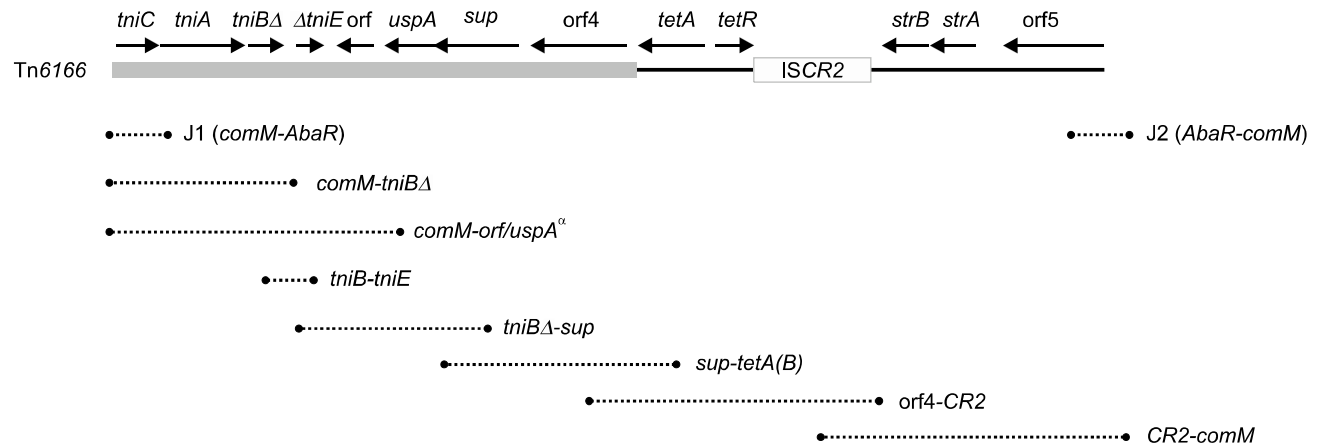 tniC tniA tniBΔ ΔtniE orf uspA sup orf4 tetA tetR strB strA orf5
Tn6166 ISCR2
J1 (comM-AbaR) J2 (AbaR-comM)
comM-tniBΔ
comM-orf/uspAα
tniB-tniE
tniBΔ-sup
sup-tetA(B)
orf4-CR2
CR2-comM